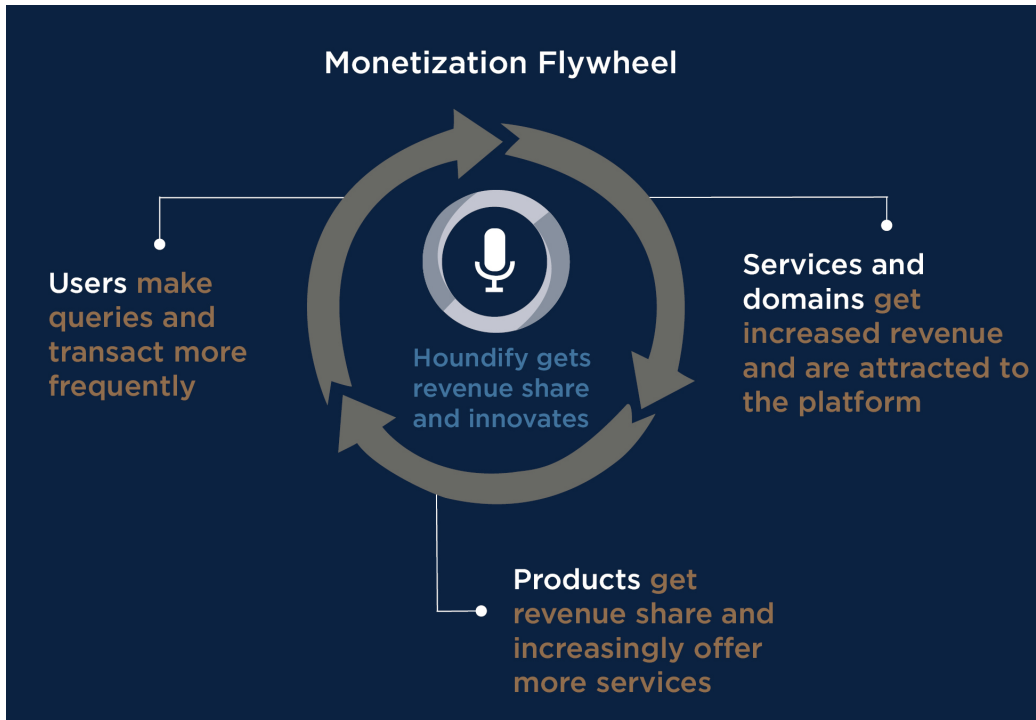 Monetization Flywheel
Users make
queries and
transact more
frequently
Houndify gets
revenue share
and innovates
Services and
domains get
increased revenue
and are attracted to
the platform
Products get
revenue share and
increasingly offer
more services